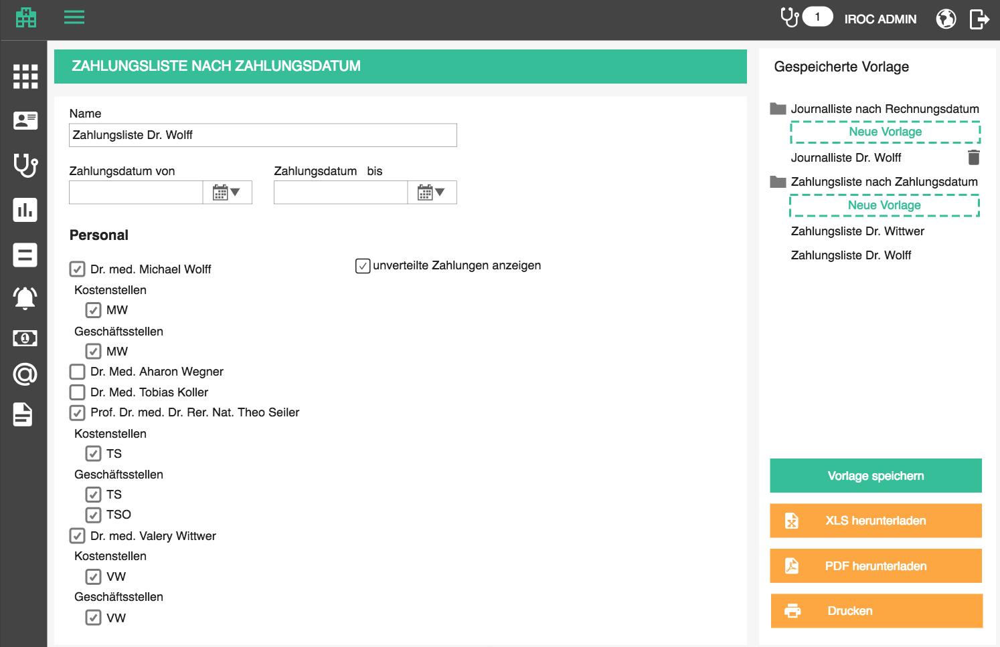 1 IROC ADMIN
ZAHLUNGSLISTE NACH ZAHLUNGSDATUM
Name
Zahlungsliste Dr. Wolff
Zahlungsdatum von
Zahlungsdatum bis
Personal
Dr. med. Michael Wolff
unverteilte Zahlungen anzeigen
Kostenstellen
MW
Geschäftsstellen
MW
Dr. Med. Aharon Wegner
Dr. Med. Tobias Koller
Prof. Dr. med. Dr. Rer. Nat. Theo Seiler
Kostenstellen
TS
Geschäftsstellen
TS
TSO
Dr. med. Valery Wittwer
Kostenstellen
VW
Geschäftsstellen
VW
Gespeicherte Vorlage
Journalliste nach Rechnungsdatum
Neue Vorlage
Journalliste Dr. Wolff
Zahlungsliste nach Zahlungsdatum
Neue Vorlage
Zahlungsliste Dr. Wittwer
Zahlungsliste Dr. Wolff
Vorlage speichern
XLS herunterladen
PDF herunterladen
Drucken